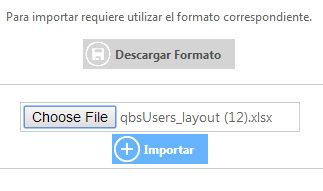 Para importar requiere utilizar el formato correspondiente.
Descargar Formato
Choose File qbsUsers_layout (12).xlsx
Importar